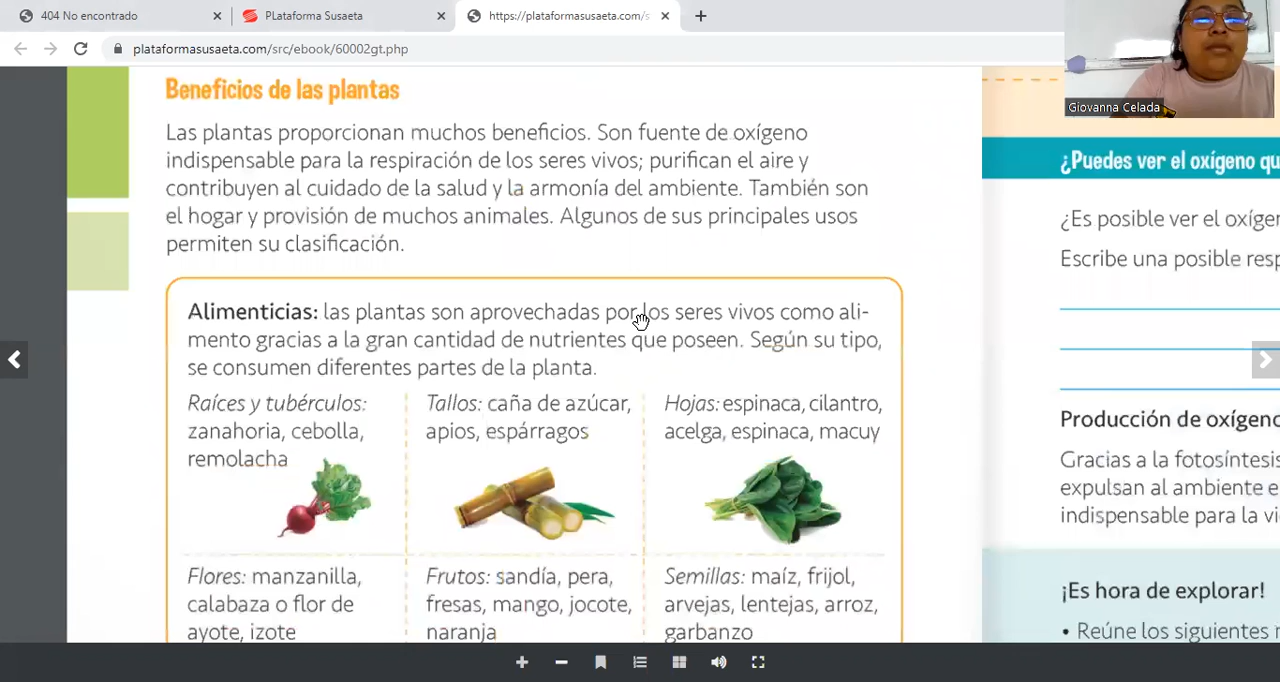 404 No encontrado
PLataforma Susaeta
https://plataformasusaeta.com/s
plataformasusaeta.com/src/ebook/60002gt.php
Giovanna Celada
Beneficios de las plantas
Las plantas proporcionan muchos beneficios. Son fuente de oxígeno
indispensable para la respiración de los seres vivos; purifican el aire y
contribuyen al cuidado de la salud y la armonía del ambiente. También son
el hogar y provisión de muchos animales. Algunos de sus principales usos
permiten su clasificación.
Alimenticias: las plantas son aprovechadas por los seres vivos como ali-
mento gracias a la gran cantidad de nutrientes que poseen. Según su tipo,
se consumen diferentes partes de la planta.
Raíces y tubérculos:
zanahoria, cebolla,
remolacha
Tallos: caña de azúcar,
apios, espárragos
Hojas: espinaca, cilantro,
acelga, espinaca, macuy
Flores: manzanilla,
calabaza o flor de
ayote, izote
Frutos: sandía, pera,
fresas, mango, jocote,
naranja
Semillas: maíz, frijol,
arvejas, lentejas, arroz,
garbanzo
¿Puedes ver el oxígeno qu
¿Es posible ver el oxíger
Escribe una posible resp
Producción de oxígeno
Gracias a la fotosíntesis
expulsan al ambiente e
indispensable para la vi
¡Es hora de explorar!
• Reúne los siguientes